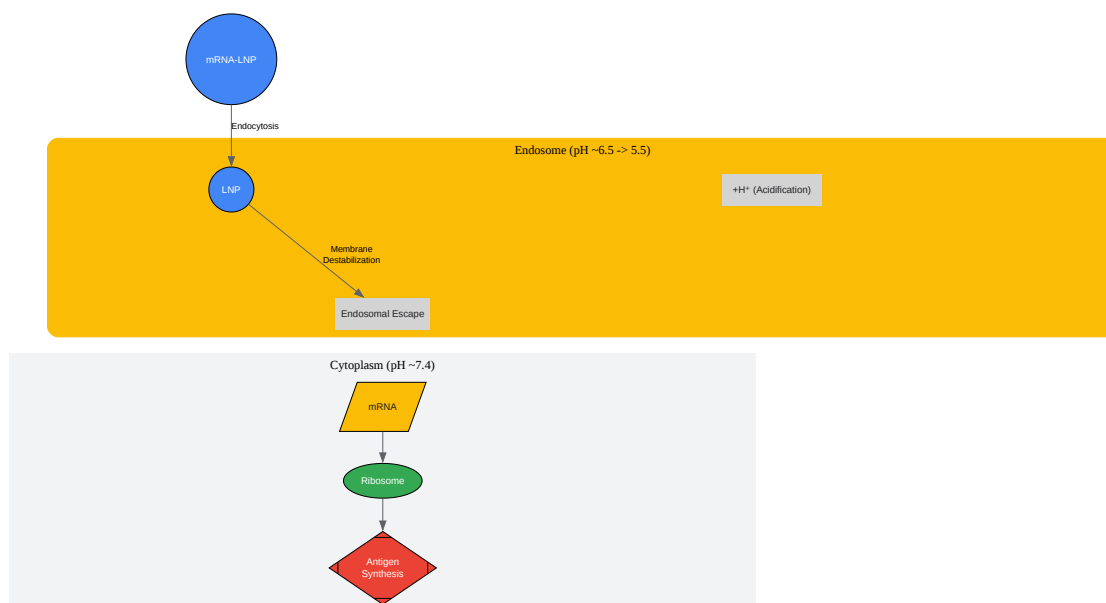 mRNA-LNP
Endocytosis
Endosome (pH ~6.5 -> 5.5)
LNP
+H⁺ (Acidification)
Membrane
Destabilization
Endosomal Escape
Cytoplasm (pH ~7.4)
mRNA
Ribosome
Antigen
Synthesis